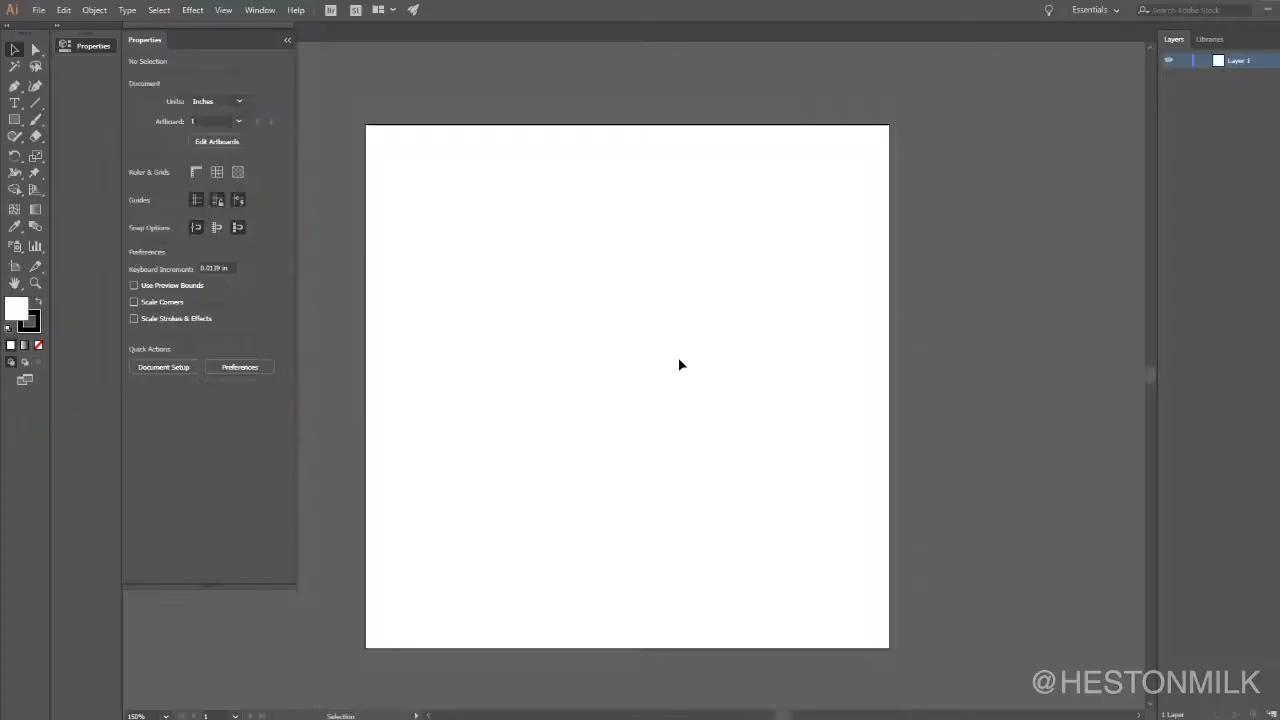 Ai File Edit Object Type Select Effect View Window Help Br St Essentials Search Adobe Stock
Properties
Properties
No Selection
Document
Units: Inches
Artboard: 1
Edit Artboards
Ruler & Grids
Guides
Snap Options
Preferences
Keyboard Increment: 0.0139 in
Use Preview Bounds
Scale Corners
Scale Strokes & Effects
Quick Actions
Document Setup Preferences
Layers Libraries
Layer 1
@HESTONMILK
150% 1 Selection 1 Layer